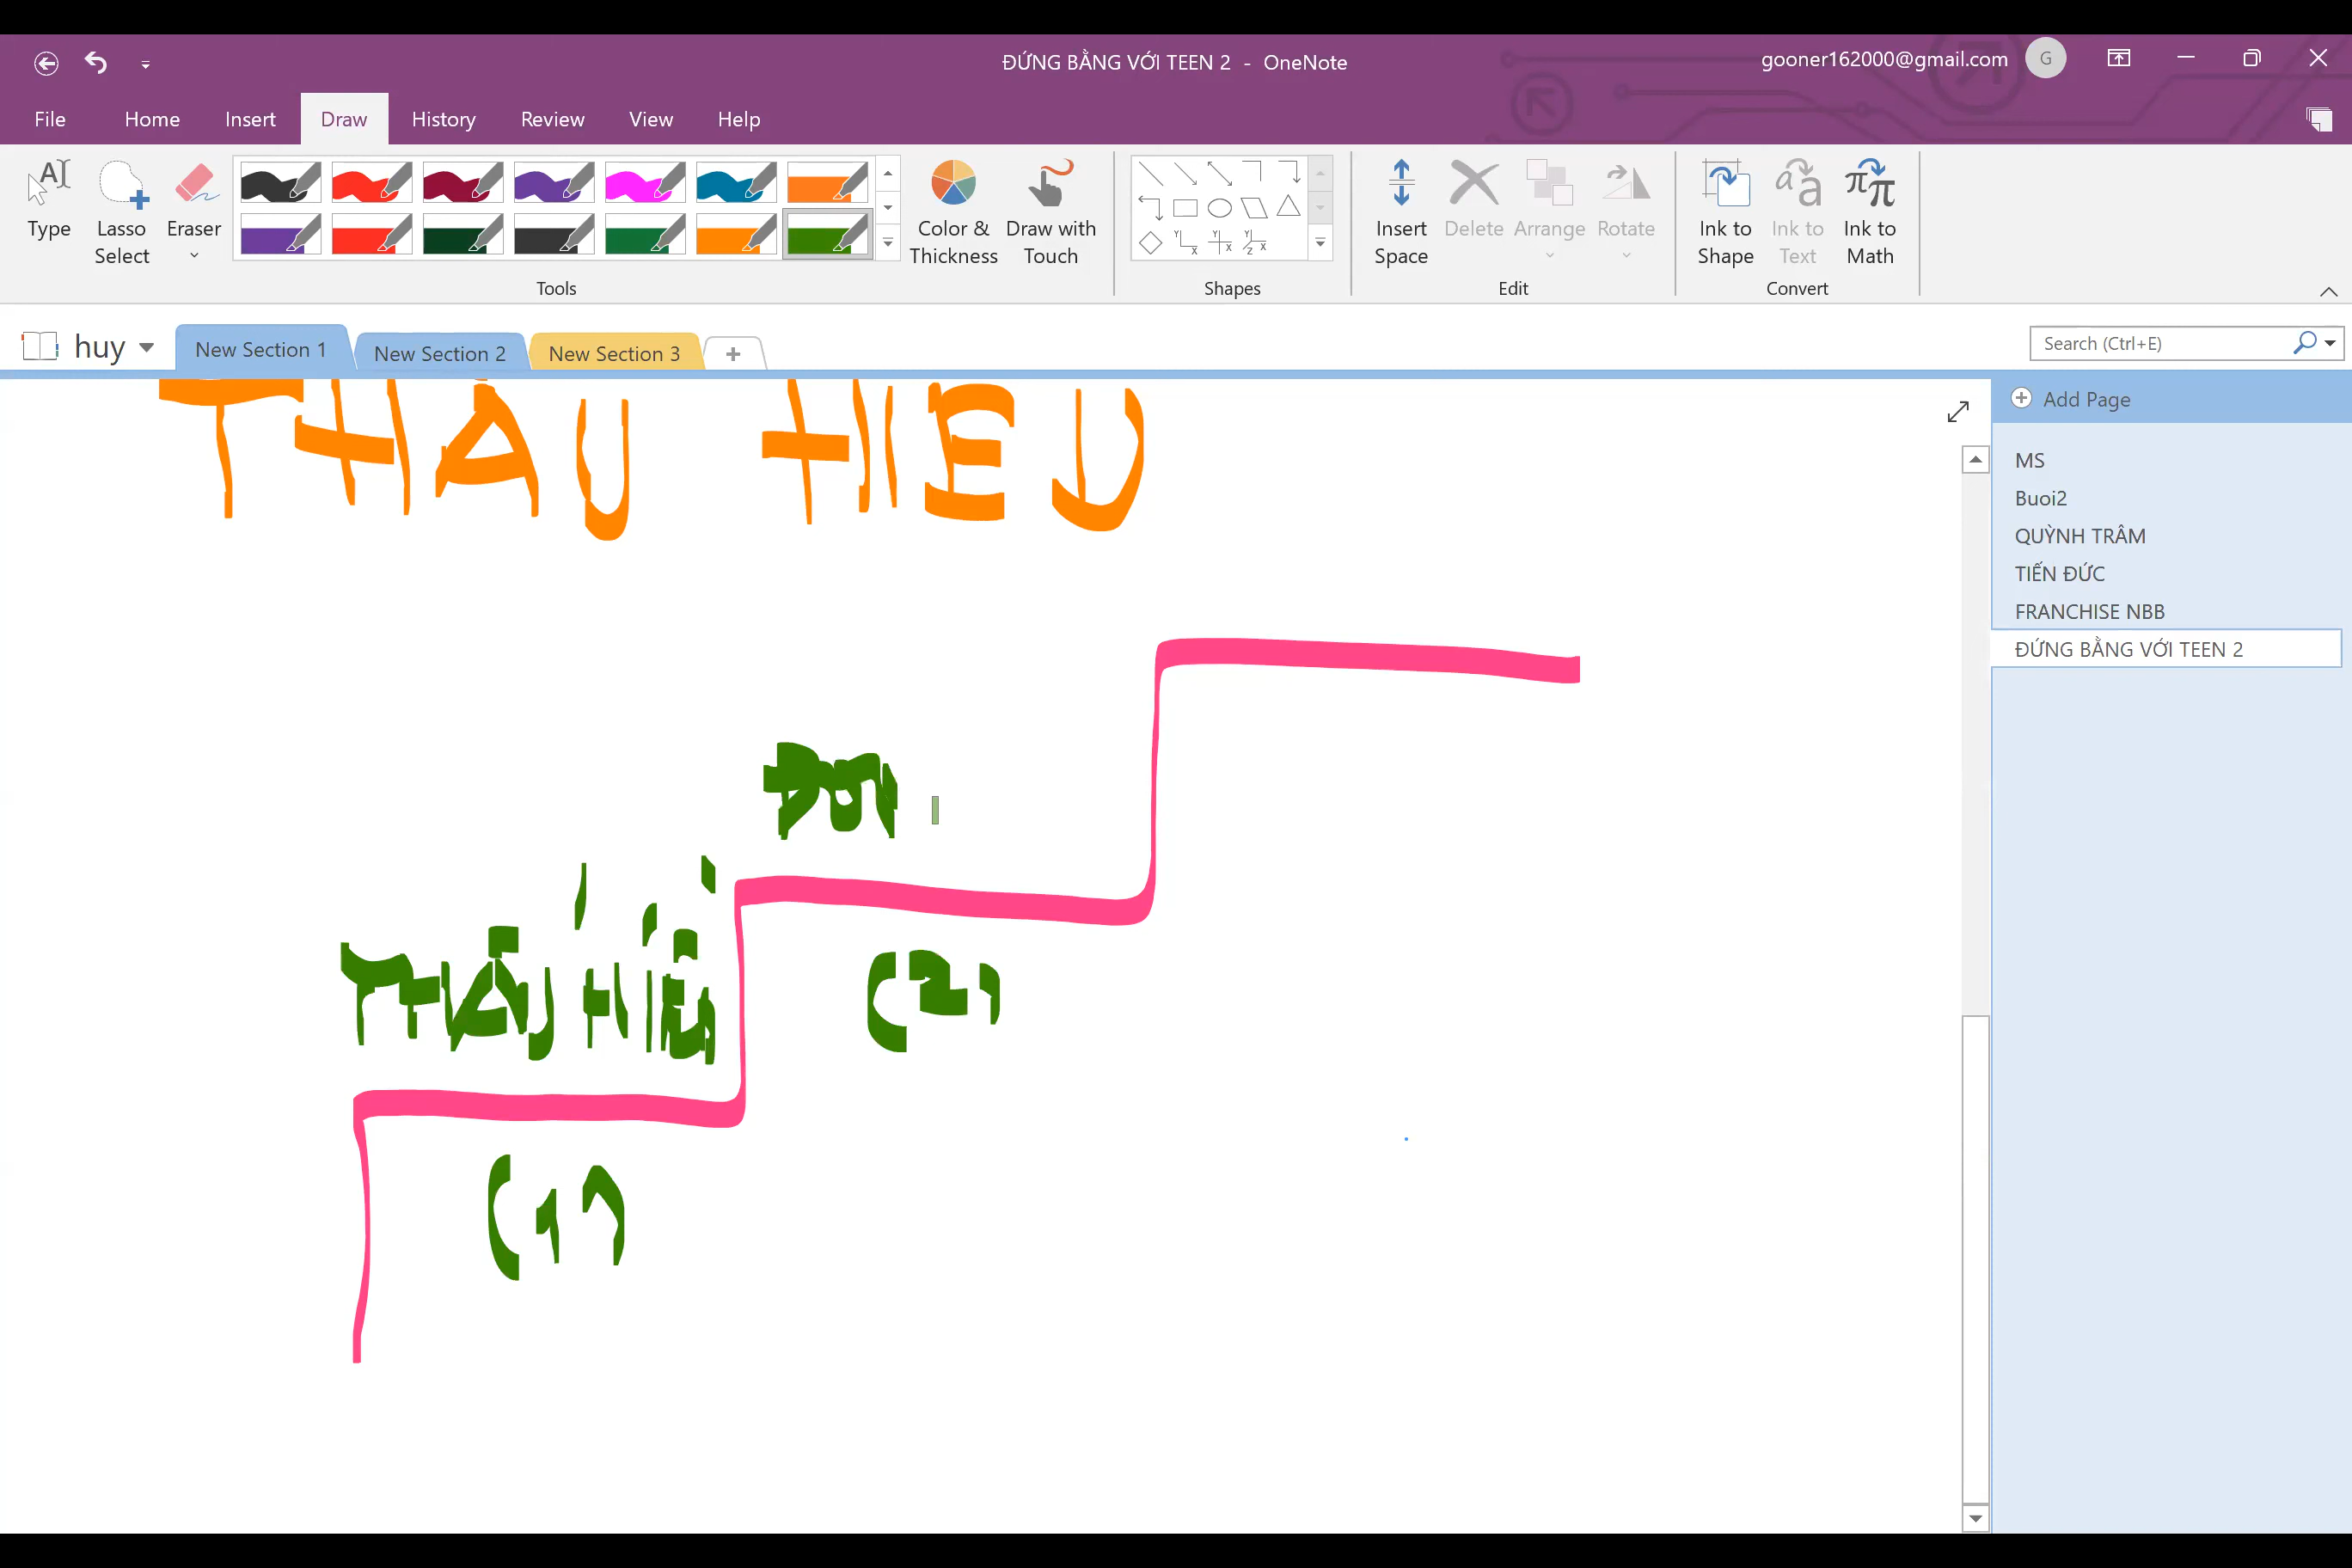 ĐỨNG BẰNG VỚI TEEN 2 - OneNote
gooner162000@gmail.com
G
File Home Insert Draw History Review View Help
Type
Lasso Select
Eraser
Color & Thickness
Draw with Touch
Tools
Shapes
Insert Space
Delete
Arrange
Rotate
Edit
Ink to Shape
Ink to Text
Ink to Math
Convert
huy
New Section 1
New Section 2
New Section 3
Search (Ctrl+E)
Add Page
MS
Buoi2
QUỲNH TRÂM
TIẾN ĐỨC
FRANCHISE NBB
ĐỨNG BẰNG VỚI TEEN 2
THẤU HIỂU
(2)
THẤU HIỂU
(1)